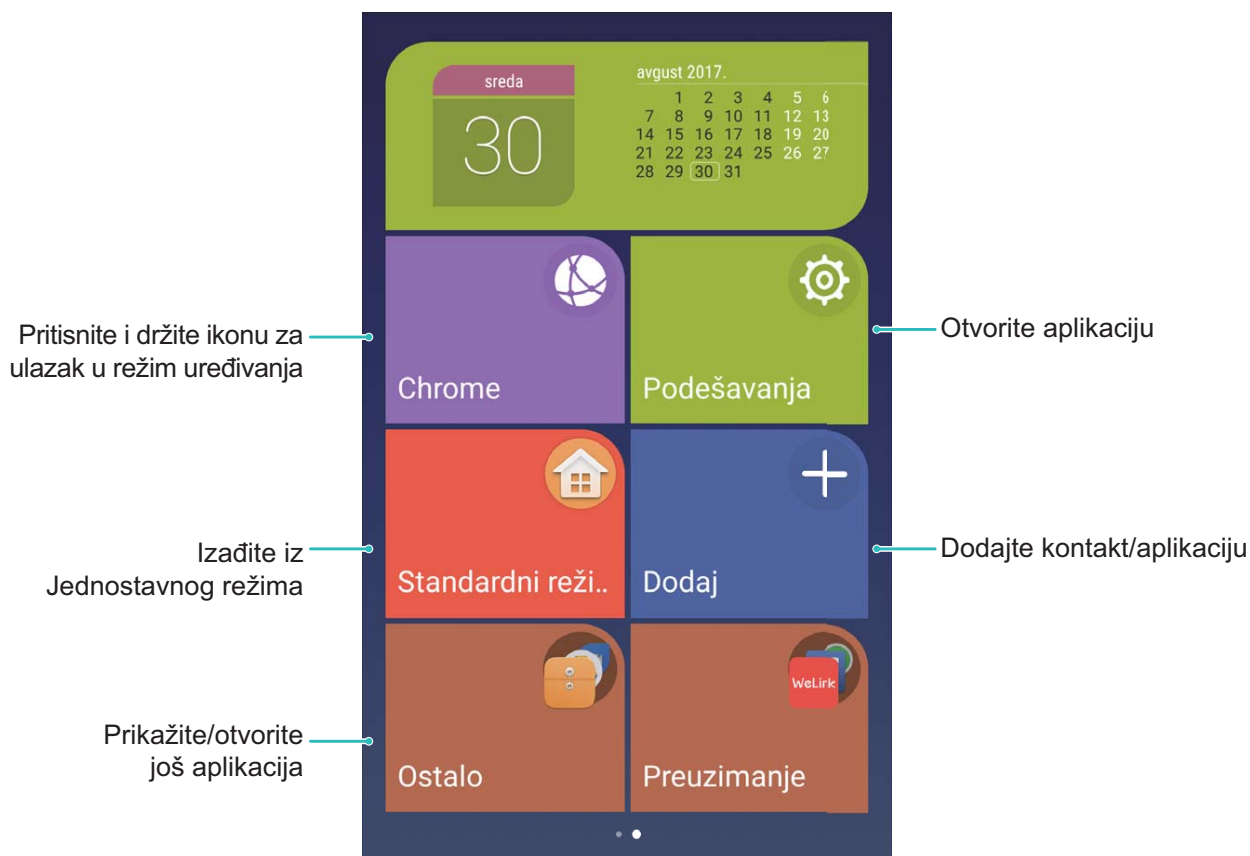 sreda
30
avgust 2017.
1 2 3 4 5 6
7 8 9 10 11 12 13
14 15 16 17 18 19 20
21 22 23 24 25 26 27
28 29 30 31
Pritisnite i držite ikonu za
ulazak u režim uređivanja
Chrome
Podešavanja
Otvorite aplikaciju
Izađite iz
Jednostavnog režima
Standardni reži..
Dodaj
Dodajte kontakt/aplikaciju
Prikažite/otvorite
još aplikacija
Ostalo
WeLirk
Preuzimanje